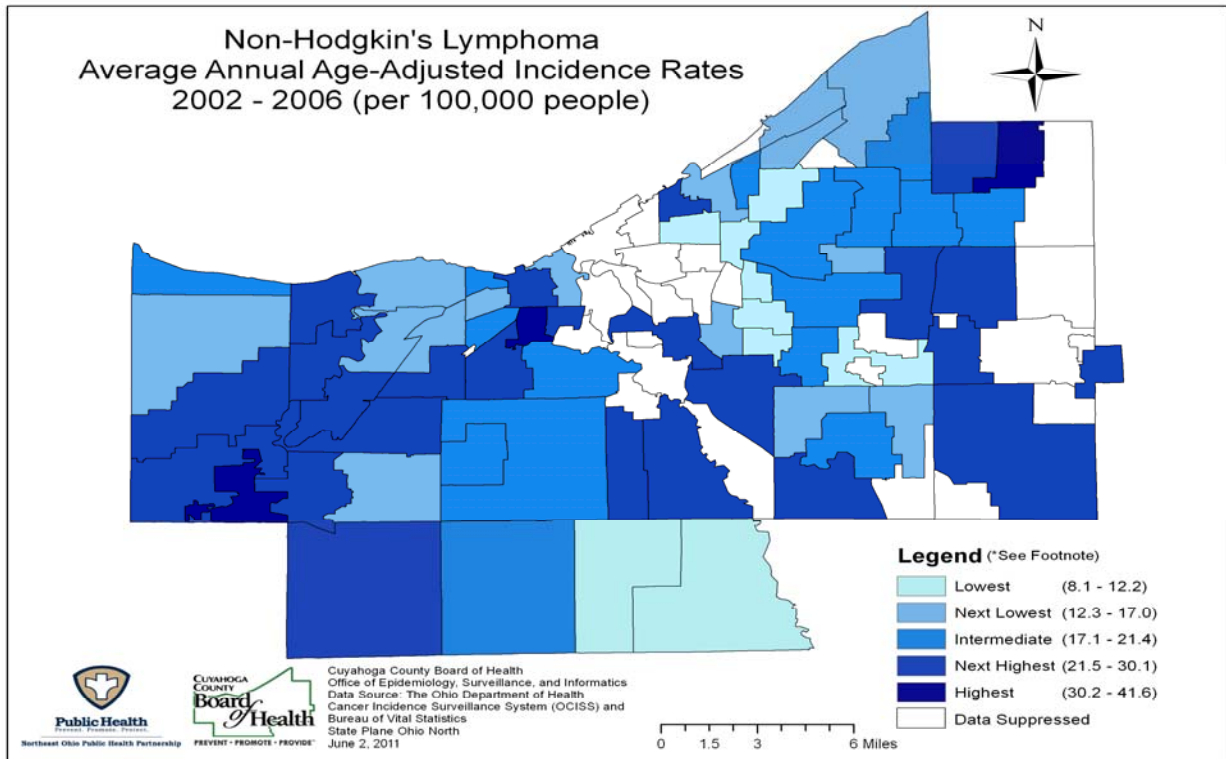 Non-Hodgkin's Lymphoma
Average Annual Age-Adjusted Incidence Rates
2002 - 2006 (per 100,000 people)
N
Legend (*See Footnote)
Lowest (8.1 - 12.2)
Next Lowest (12.3 - 17.0)
Intermediate (17.1 - 21.4)
Next Highest (21.5 - 30.1)
Highest (30.2 - 41.6)
Data Suppressed
Public Health
Prevent. Promote. Protect.
Northeast Ohio Public Health Partnership
CUYAHOGA
COUNTY
Board
of Health
PREVENT • PROMOTE • PROVIDE™
Cuyahoga County Board of Health
Office of Epidemiology, Surveillance, and Informatics
Data Source: The Ohio Department of Health
Cancer Incidence Surveillance System (OCISS) and
Bureau of Vital Statistics
State Plane Ohio North
June 2, 2011
0 1.5 3 6 Miles